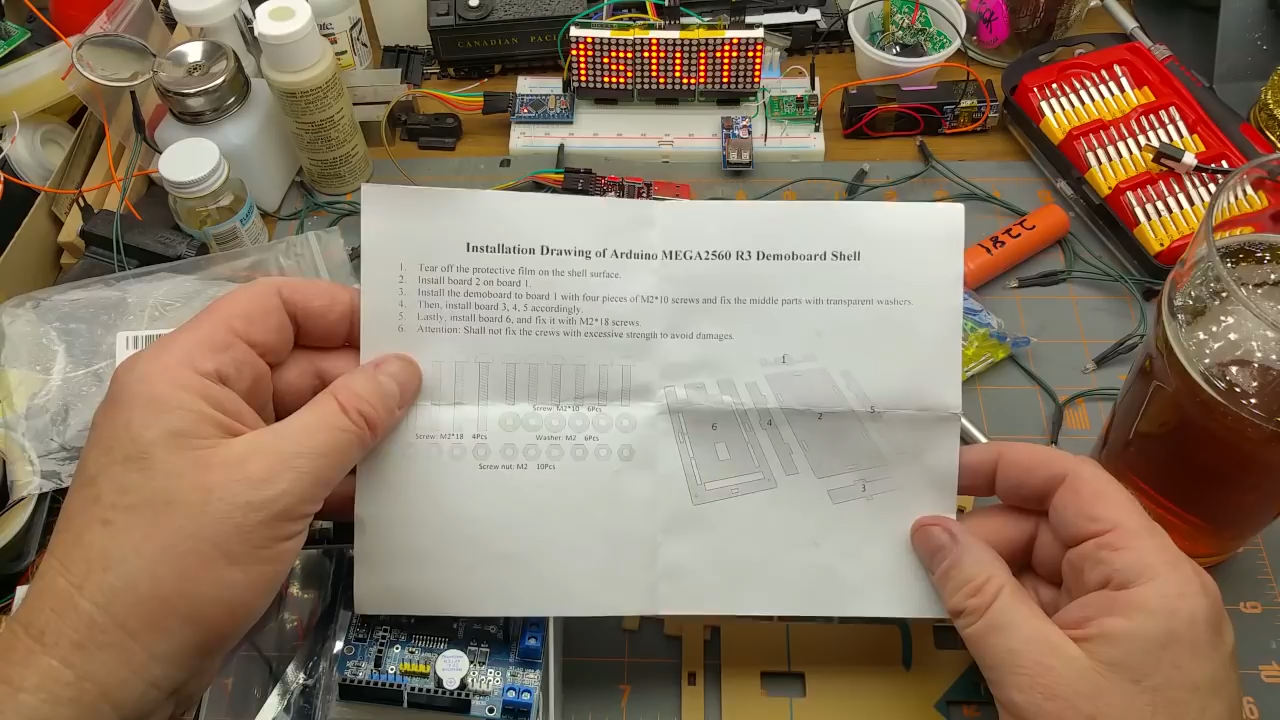 CANADIAN PACI
Installation Drawing of Arduino MEGA2560 R3 Demoboard Shell
1. Tear off the protective film on the shell surface.
2. Install board 2 on board 1.
3. Install the demoboard to board 1 with four pieces of M2*10 screws and fix the middle parts with transparent washers.
4. Then, install board 3, 4, 5 accordingly.
5. Lastly, install board 6, and fix it with M2*18 screws.
6. Attention: Shall not fix the crews with excessive strength to avoid damages.
1
Screw: M2*10 6Pcs
2
5
4
6
Screw: M2*18 4Pcs
Washer: M2 6Pcs
Screw nut: M2 10Pcs
3
7
9